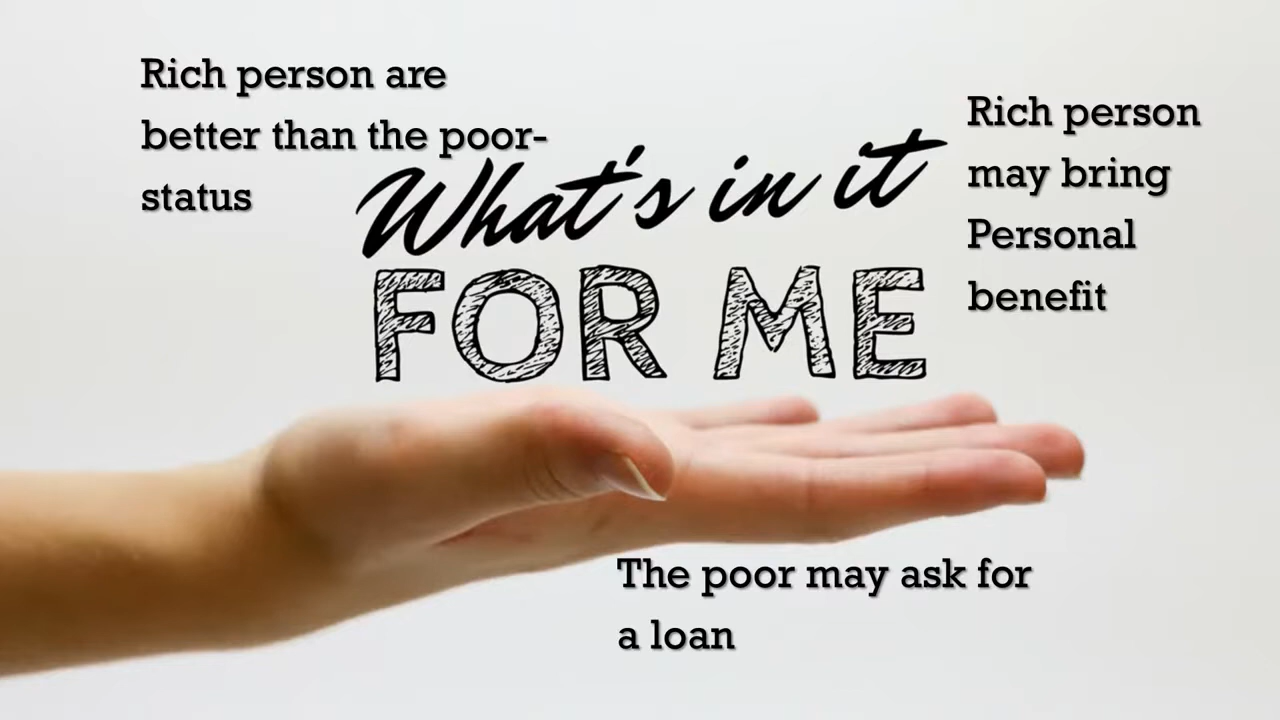 Rich person are
better than the poor-
status
What's in it
FOR ME
Rich person
may bring
Personal
benefit
The poor may ask for
a loan